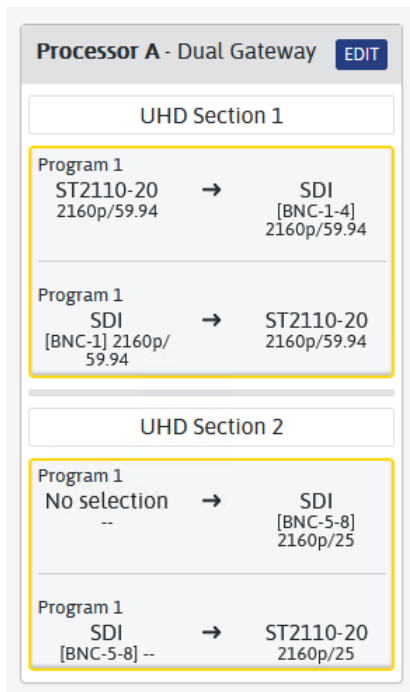 Processor A - Dual Gateway EDIT
UHD Section 1
Program 1
ST2110-20 → SDI
2160p/59.94 [BNC-1-4]
2160p/59.94
Program 1
SDI → ST2110-20
[BNC-1] 2160p/ 2160p/59.94
59.94
UHD Section 2
Program 1
No selection → SDI
-- [BNC-5-8]
2160p/25
Program 1
SDI → ST2110-20
[BNC-5-8] -- 2160p/25